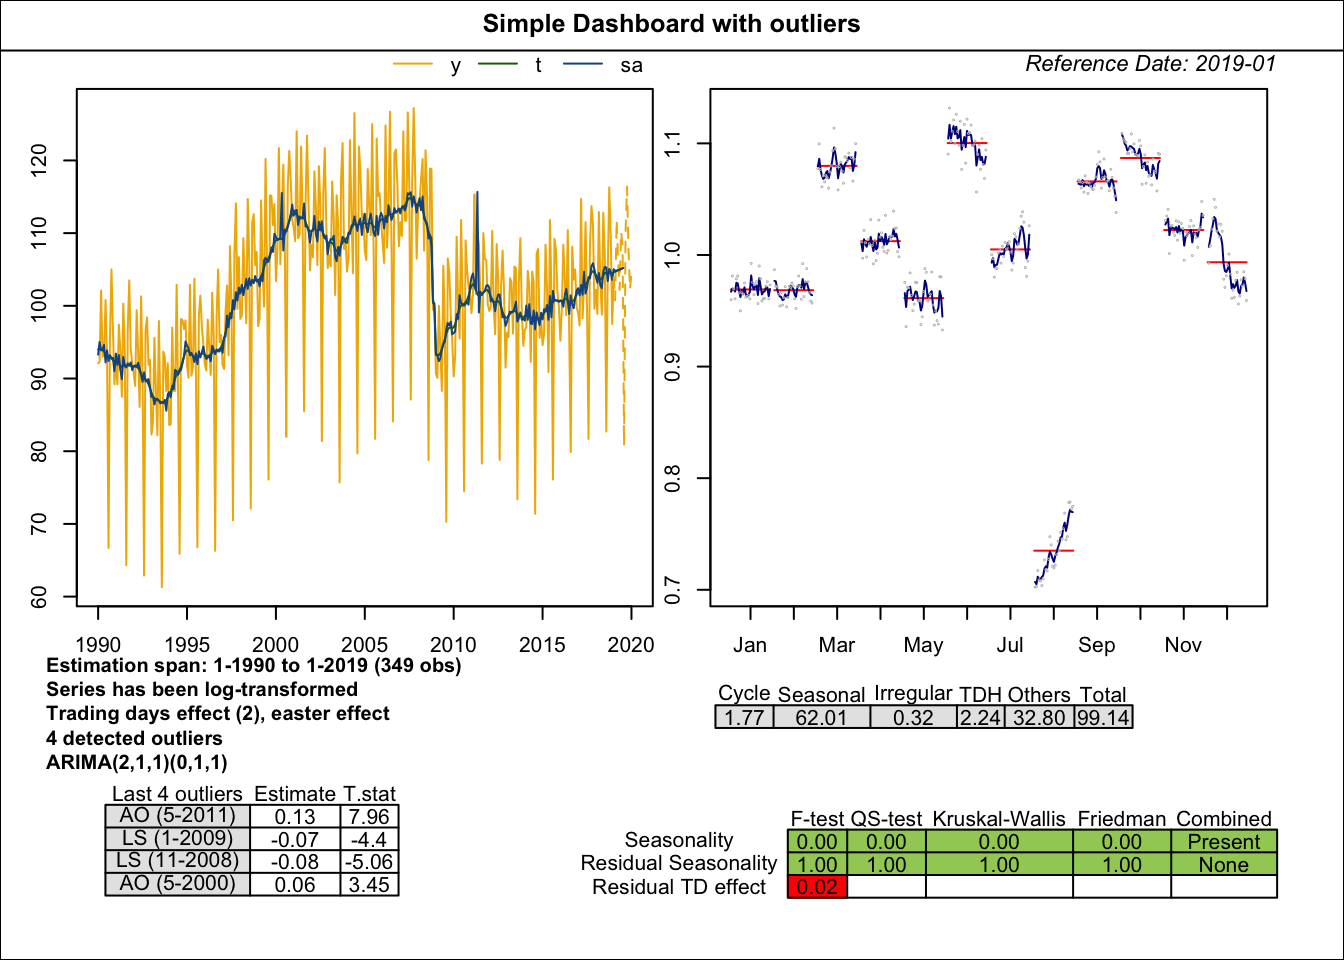 Simple Dashboard with outliers
y t sa
Reference Date: 2019-01
120
110
100
90
80
70
60
1990 1995 2000 2005 2010 2015 2020
1.1
1.0
0.9
0.8
0.7
Jan Mar May Jul Sep Nov
Estimation span: 1-1990 to 1-2019 (349 obs)
Series has been log-transformed
Trading days effect (2), easter effect
4 detected outliers
ARIMA(2,1,1)(0,1,1)
Cycle Seasonal Irregular TDH Others Total
1.77 62.01 0.32 2.24 32.80 99.14
Last 4 outliers Estimate T.stat
AO (5-2011) 0.13 7.96
LS (1-2009) -0.07 -4.4
LS (11-2008) -0.08 -5.06
AO (5-2000) 0.06 3.45
F-test QS-test Kruskal-Wallis Friedman Combined
Seasonality 0.00 0.00 0.00 0.00 Present
Residual Seasonality 1.00 1.00 1.00 1.00 None
Residual TD effect 0.02